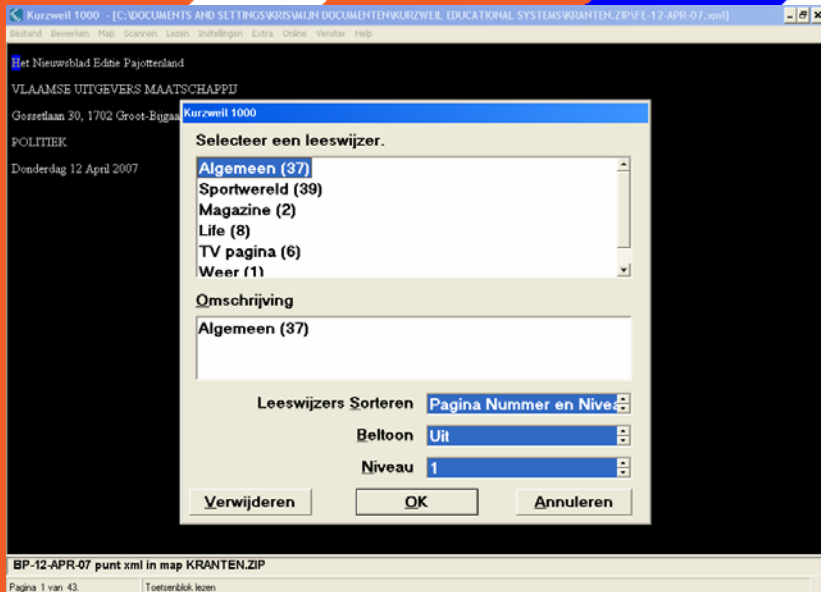 Kurzweil 1000 - [C:\DOCUMENTS AND SETTINGS\KRIS\MIJN DOCUMENTEN\KURZWEIL EDUCATIONAL SYSTEMS\KRANTEN.ZIP\FE-12-APR-07.xml]
Bestand Bewerken Map Scannen Lezen Instellingen Extra Online Venster Help
Het Nieuwsblad Editie Pajottenland
VLAAMSE UITGEVERS MAATSCHAPPIJ
Gossetlaan 30, 1702 Groot-Bijgaa
POLITIEK
Donderdag 12 April 2007
Kurzweil 1000
Selecteer een leeswijzer.
Algemeen (37)
Sportwereld (39)
Magazine (2)
Life (8)
TV pagina (6)
Weer (1)
Omschrijving
Algemeen (37)
Leeswijzers Sorteren Pagina Nummer en Nivea
Beltoon Uit
Niveau 1
Verwijderen OK Annuleren
BP-12-APR-07 punt xml in map KRANTEN.ZIP
Pagina 1 van 43. Toetsenblok lezen